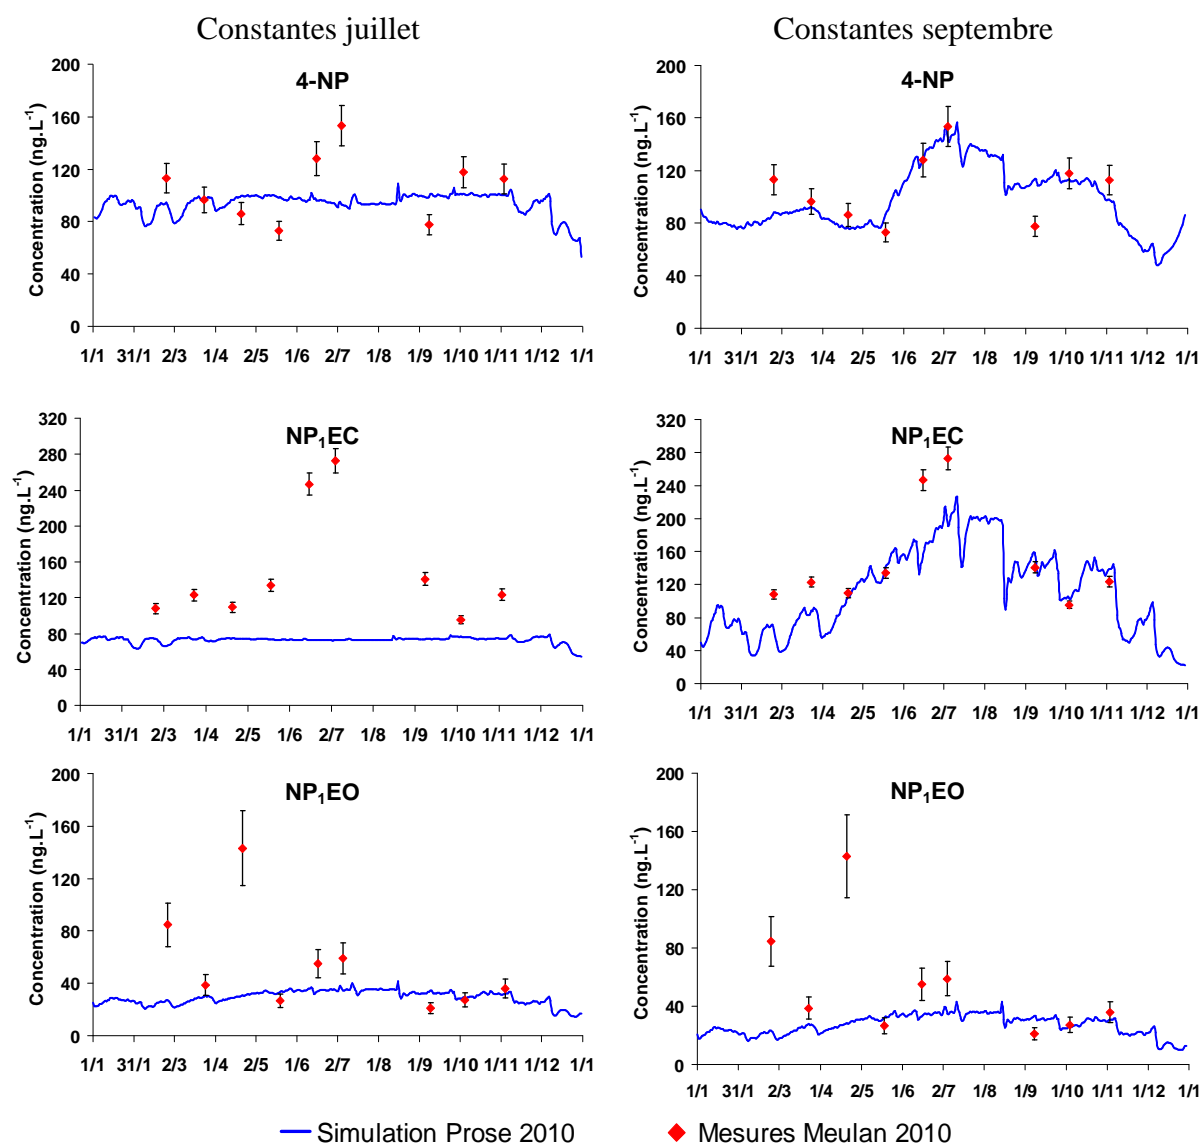 Constantes juillet
Constantes septembre
4-NP
Concentration (ng.L-1)
200
160
120
80
40
0
1/1 31/1 2/3 1/4 2/5 1/6 2/7 1/8 1/9 1/10 1/11 1/12 1/1
4-NP
Concentration (ng.L-1)
200
160
120
80
40
0
1/1 31/1 2/3 1/4 2/5 1/6 2/7 1/8 1/9 1/10 1/11 1/12 1/1
NP1EC
Concentration (ng.L-1)
320
280
240
200
160
120
80
40
0
1/1 31/1 2/3 1/4 2/5 1/6 2/7 1/8 1/9 1/10 1/11 1/12 1/1
NP1EC
Concentration (ng.L-1)
320
280
240
200
160
120
80
40
0
1/1 31/1 2/3 1/4 2/5 1/6 2/7 1/8 1/9 1/10 1/11 1/12 1/1
NP1EO
Concentration (ng.L-1)
200
160
120
80
40
0
1/1 31/1 2/3 1/4 2/5 1/6 2/7 1/8 1/9 1/10 1/11 1/12 1/1
NP1EO
Concentration (ng.L-1)
200
160
120
80
40
0
1/1 31/1 2/3 1/4 2/5 1/6 2/7 1/8 1/9 1/10 1/11 1/12 1/1
Simulation Prose 2010
Mesures Meulan 2010